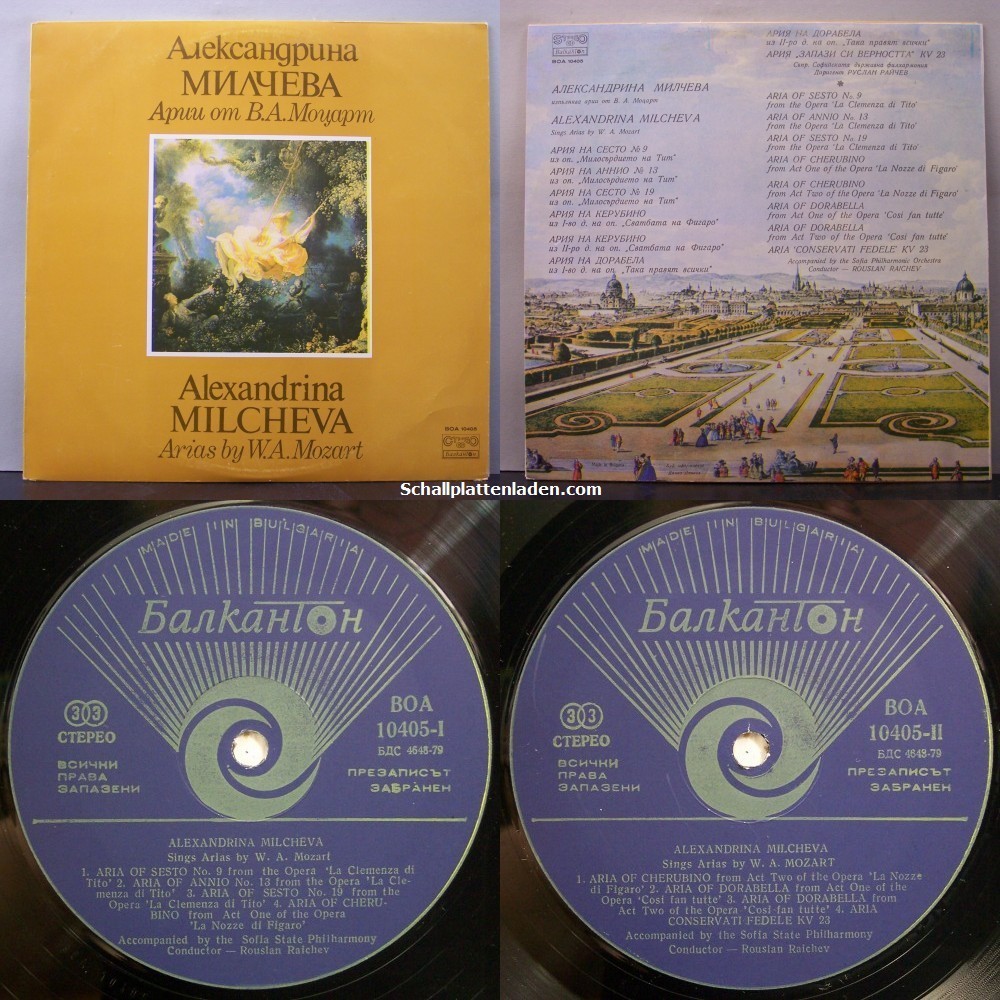 Александрина
МИЛЧЕВА
Арии от В.А.Моцарт
Alexandrina
MILCHEVA
Arias by W.A. Mozart
ВОА 10405
СТЕРЕО
Балкантон
СТЕРЕО
Балкантон
ВОА 10405
АЛЕКСАНДРИНА МИЛЧЕВА
изпълнява арии от В. А. Моцарт
ALEXANDRINA MILCHEVA
Sings Arias by W. A. Mozart
АРИЯ НА СЕСТО № 9
из оп. „Милосърдието на Тит"
АРИЯ НА АННИО № 13
из оп. „Милосърдието на Тит"
АРИЯ НА СЕСТО № 19
из оп. „Милосърдието на Тит"
АРИЯ НА КЕРУБИНО
из I-во д. на оп. „Сватбата на Фигаро"
АРИЯ НА КЕРУБИНО
из II-ро д. на оп. „Сватбата на Фигаро"
АРИЯ НА ДОРАБЕЛА
из I-во д. на оп. „Така правят всички"
АРИЯ НА ДОРАБЕЛА
из II-ро д. на оп. „Така правят всички"
АРИЯ „ЗАПАЗИ СИ ВЕРНОСТТА" KV 23
Съпр. Софийската държавна филхармония
Диригент РУСЛАН РАЙЧЕВ
ARIA OF SESTO No. 9
from the Opera 'La Clemenza di Tito'
ARIA OF ANNIO No. 13
from the Opera 'La Clemenza di Tito'
ARIA OF SESTO No. 19
from the Opera 'La Clemenza di Tito'
ARIA OF CHERUBINO
from Act One of the Opera 'La Nozze di Figaro'
ARIA OF CHERUBINO
from Act Two of the Opera 'La Nozze di Figaro'
ARIA OF DORABELLA
from Act One of the Opera 'Cosi fan tutte'
ARIA OF DORABELLA
from Act Two of the Opera 'Cosi fan tutte'
ARIA 'CONSERVATI FEDELE' KV 23
Accompanied by the Sofia Philharmonic Orchestra
Conductor — ROUSLAN RAICHEV
Schallplattenladen.com
MADE IN BULGARIA
Балкантон
33
СТЕРЕО
ВСИЧКИ
ПРАВА
ЗАПАЗЕНИ
ВОА
10405-I
БДС 4648-79
ПРЕЗАПИСЪТ
ЗАБРАНЕН
ALEXANDRINA MILCHEVA
Sings Arias by W. A. Mozart
1. ARIA OF SESTO No. 9 from the Opera 'La Clemenza di
Tito' 2. ARIA OF ANNIO No. 13 from the Opera 'La Cle-
menza di Tito' 3. ARIA OF SESTO No. 19 from the
Opera 'La Clemenza di Tito' 4. ARIA OF CHERU-
BINO from Act One of the Opera
'La Nozze di Figaro'
Accompanied by the Sofia State Philharmony
Conductor — Rouslan Raichev
MADE IN BULGARIA
Балкантон
33
СТЕРЕО
ВСИЧКИ
ПРАВА
ЗАПАЗЕНИ
ВОА
10405-II
БДС 4648-79
ПРЕЗАПИСЪТ
ЗАБРАНЕН
ALEXANDRINA MILCHEVA
Sings Arias by W. A. MOZART
1. ARIA OF CHERUBINO from Act Two of the Opera 'La Nozze
di Figaro' 2. ARIA OF DORABELLA from Act One of the
Opera 'Cosi fan tutte' 3. ARIA OF DORABELLA from
Act Two of the Opera 'Cosi-fan tutte' 4. ARIA
CONSERVATI FEDELE KV 23
Accompanied by the Sofia State Philharmony
Conductor — Rouslan Raichev